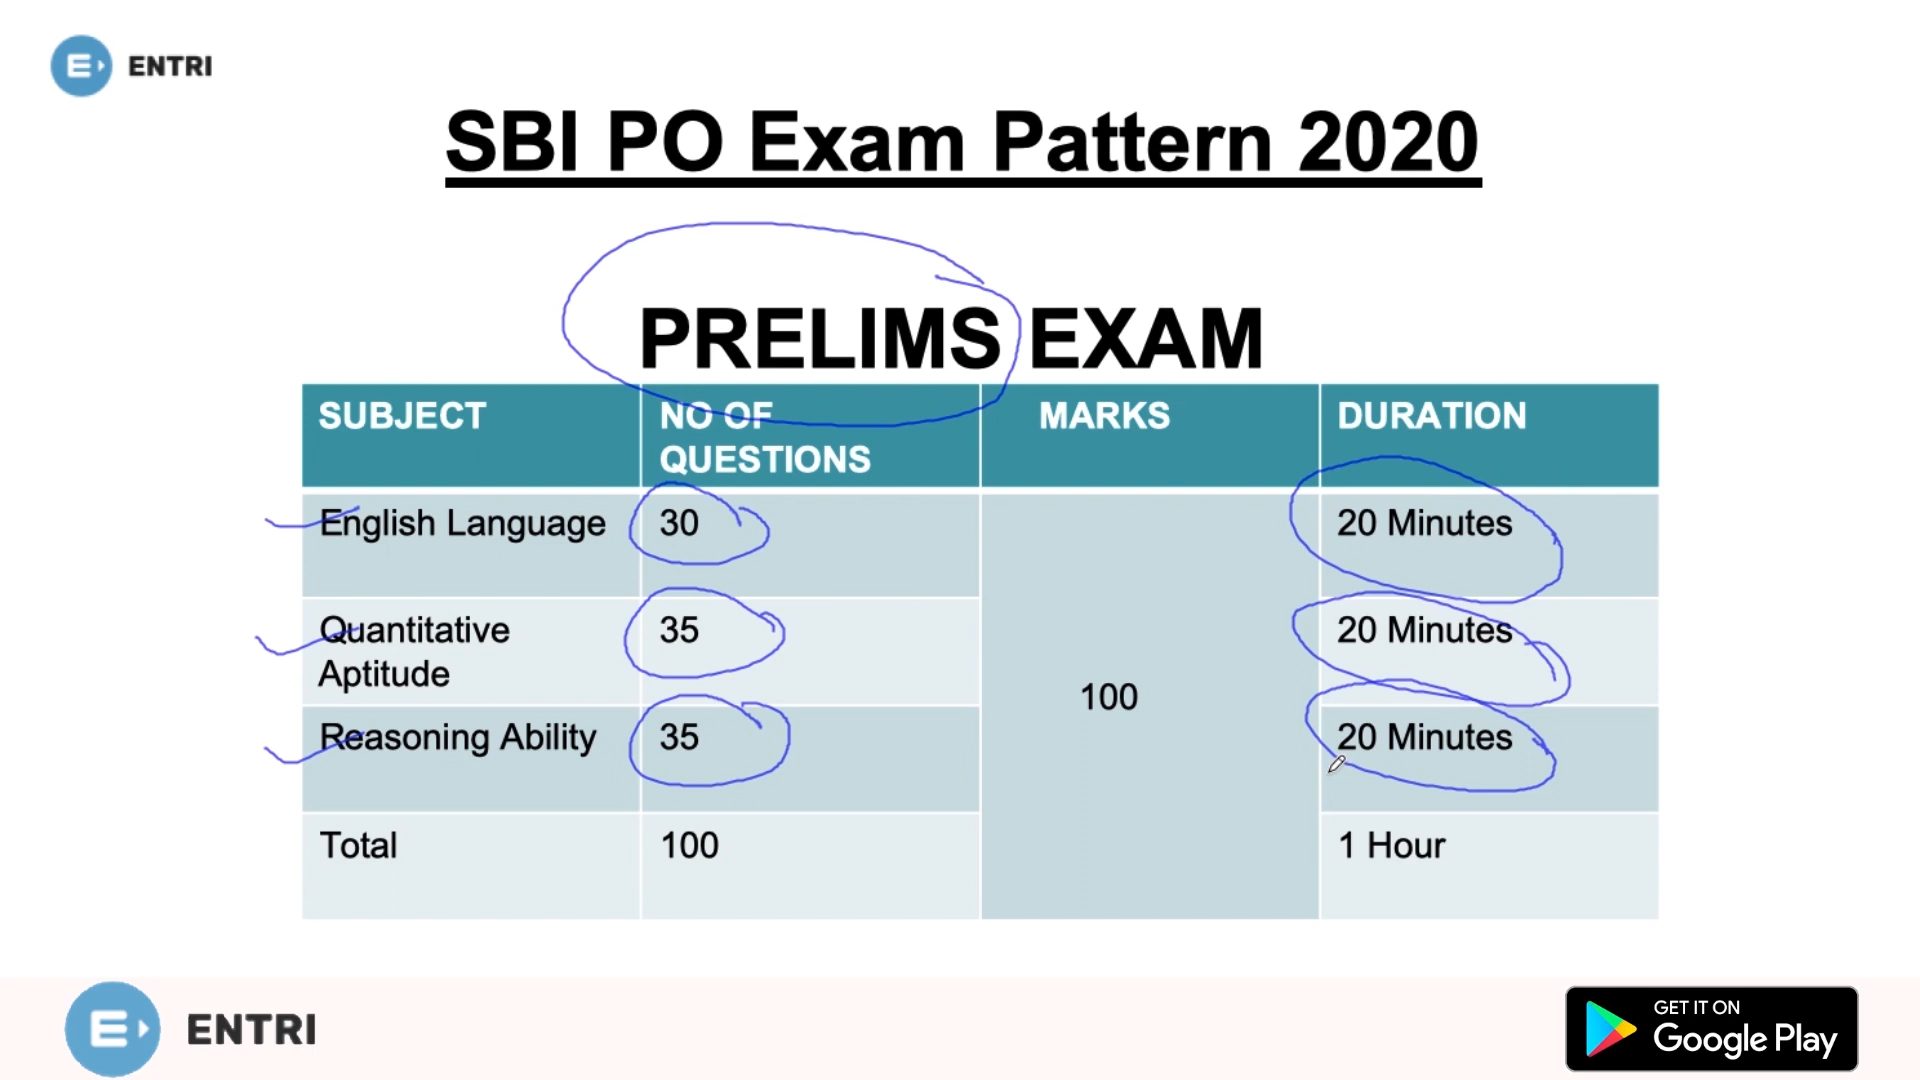 ENTRI
SBI PO Exam Pattern 2020
PRELIMS EXAM
SUBJECT
NO OF
QUESTIONS
MARKS
DURATION
English Language
30
20 Minutes
Quantitative
Aptitude
35
20 Minutes
100
Reasoning Ability
35
20 Minutes
Total
100
1 Hour
ENTRI
GET IT ON
Google Play